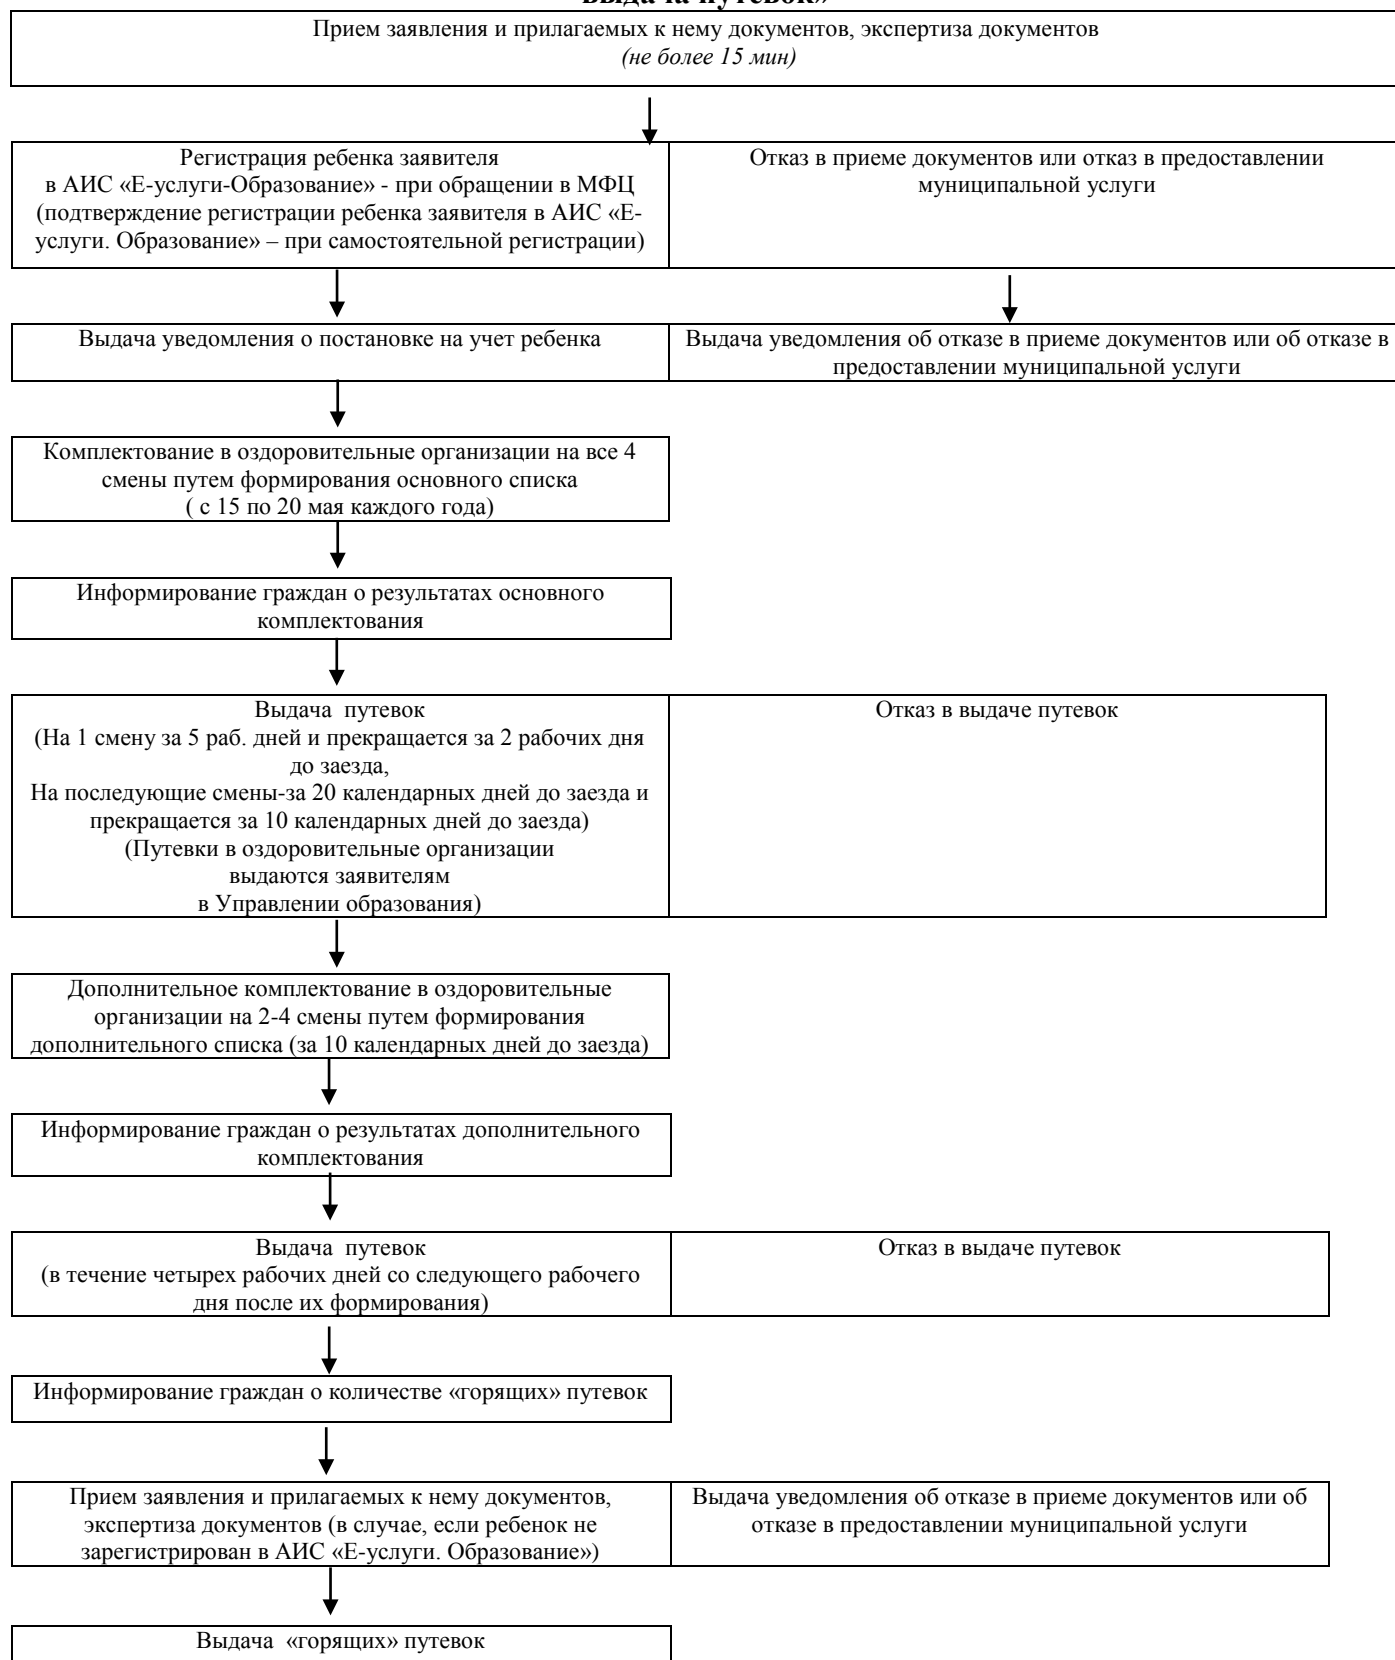 выдача путевок»
Прием заявления и прилагаемых к нему документов, экспертиза документов
(не более 15 мин)
Регистрация ребенка заявителя
в АИС «Е-услуги-Образование» - при обращении в МФЦ
(подтверждение регистрации ребенка заявителя в АИС «Е-
услуги. Образование» – при самостоятельной регистрации)
Отказ в приеме документов или отказ в предоставлении
муниципальной услуги
Выдача уведомления о постановке на учет ребенка
Выдача уведомления об отказе в приеме документов или об отказе в
предоставлении муниципальной услуги
Комплектование в оздоровительные организации на все 4
смены путем формирования основного списка
( с 15 по 20 мая каждого года)
Информирование граждан о результатах основного
комплектования
Выдача  путевок
(На 1 смену за 5 раб. дней и прекращается за 2 рабочих дня
до заезда,
На последующие смены-за 20 календарных дней до заезда и
прекращается за 10 календарных дней до заезда)
(Путевки в оздоровительные организации
выдаются заявителям
в Управлении образования)
Отказ в выдаче путевок
Дополнительное комплектование в оздоровительные
организации на 2-4 смены путем формирования
дополнительного списка (за 10 календарных дней до заезда)
Информирование граждан о результатах дополнительного
комплектования
Выдача  путевок
(в течение четырех рабочих дней со следующего рабочего
дня после их формирования)
Отказ в выдаче путевок
Информирование граждан о количестве «горящих» путевок
Прием заявления и прилагаемых к нему документов,
экспертиза документов (в случае, если ребенок не
зарегистрирован в АИС «Е-услуги. Образование»)
Выдача уведомления об отказе в приеме документов или об
отказе в предоставлении муниципальной услуги
Выдача  «горящих» путевок